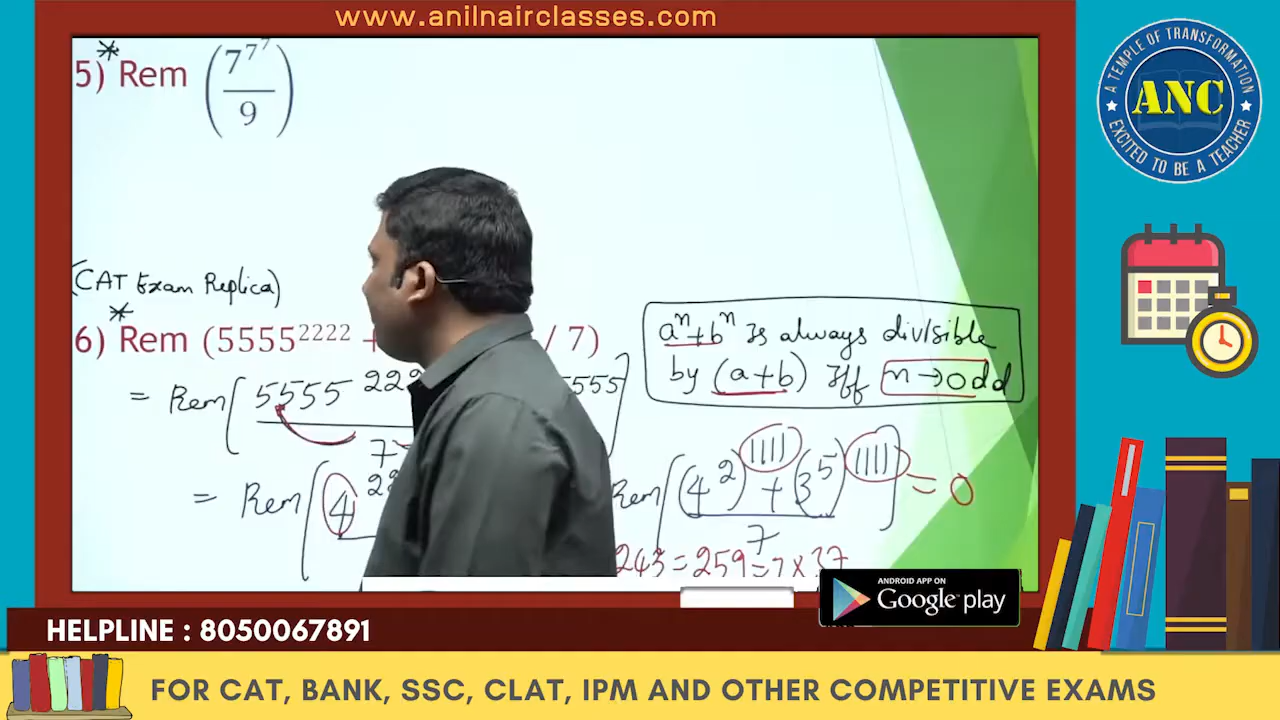 www.anilnairclasses.com
5)* Rem (7^7^7 / 9)
A TEMPLE OF TRANSFORMATION
ANC
EXCITED TO BE A TEACHER
(CAT Exam Replica)
*
6) Rem (5555^2222 + / 7)
a^n + b^n Is always divisible
by (a+b) Iff n → odd
= Rem [5555^222 5555]
7
= Rem [4^22
Rem [(4^2)^1111 + (3^5)^1111] = 0
7
243 = 259 = 7 × 37
ANDROID APP ON
Google play
HELPLINE : 8050067891
FOR CAT, BANK, SSC, CLAT, IPM AND OTHER COMPETITIVE EXAMS